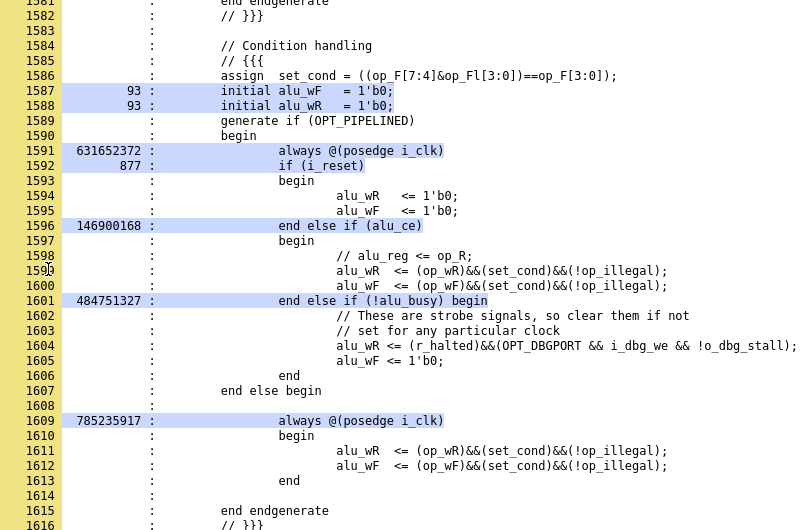 1581 : end endgenerate
1582 : // }}}
1583 :
1584 : // Condition handling
1585 : // {{{
1586 : assign set_cond = ((op_F[7:4]&op_Fl[3:0])==op_F[3:0]);
1587 93 : initial alu_wF = 1'b0;
1588 93 : initial alu_wR = 1'b0;
1589 : generate if (OPT_PIPELINED)
1590 : begin
1591 631652372 : always @(posedge i_clk)
1592 877 : if (i_reset)
1593 : begin
1594 : alu_wR <= 1'b0;
1595 : alu_wF <= 1'b0;
1596 146900168 : end else if (alu_ce)
1597 : begin
1598 : // alu_reg <= op_R;
1599 : alu_wR <= (op_wR)&&(set_cond)&&(!op_illegal);
1600 : alu_wF <= (op_wF)&&(set_cond)&&(!op_illegal);
1601 484751327 : end else if (!alu_busy) begin
1602 : // These are strobe signals, so clear them if not
1603 : // set for any particular clock
1604 : alu_wR <= (r_halted)&&(OPT_DBGPORT && i_dbg_we && !o_dbg_stall);
1605 : alu_wF <= 1'b0;
1606 : end
1607 : end else begin
1608 :
1609 785235917 : always @(posedge i_clk)
1610 : begin
1611 : alu_wR <= (op_wR)&&(set_cond)&&(!op_illegal);
1612 : alu_wF <= (op_wF)&&(set_cond)&&(!op_illegal);
1613 : end
1614 :
1615 : end endgenerate
1616 : // }}}